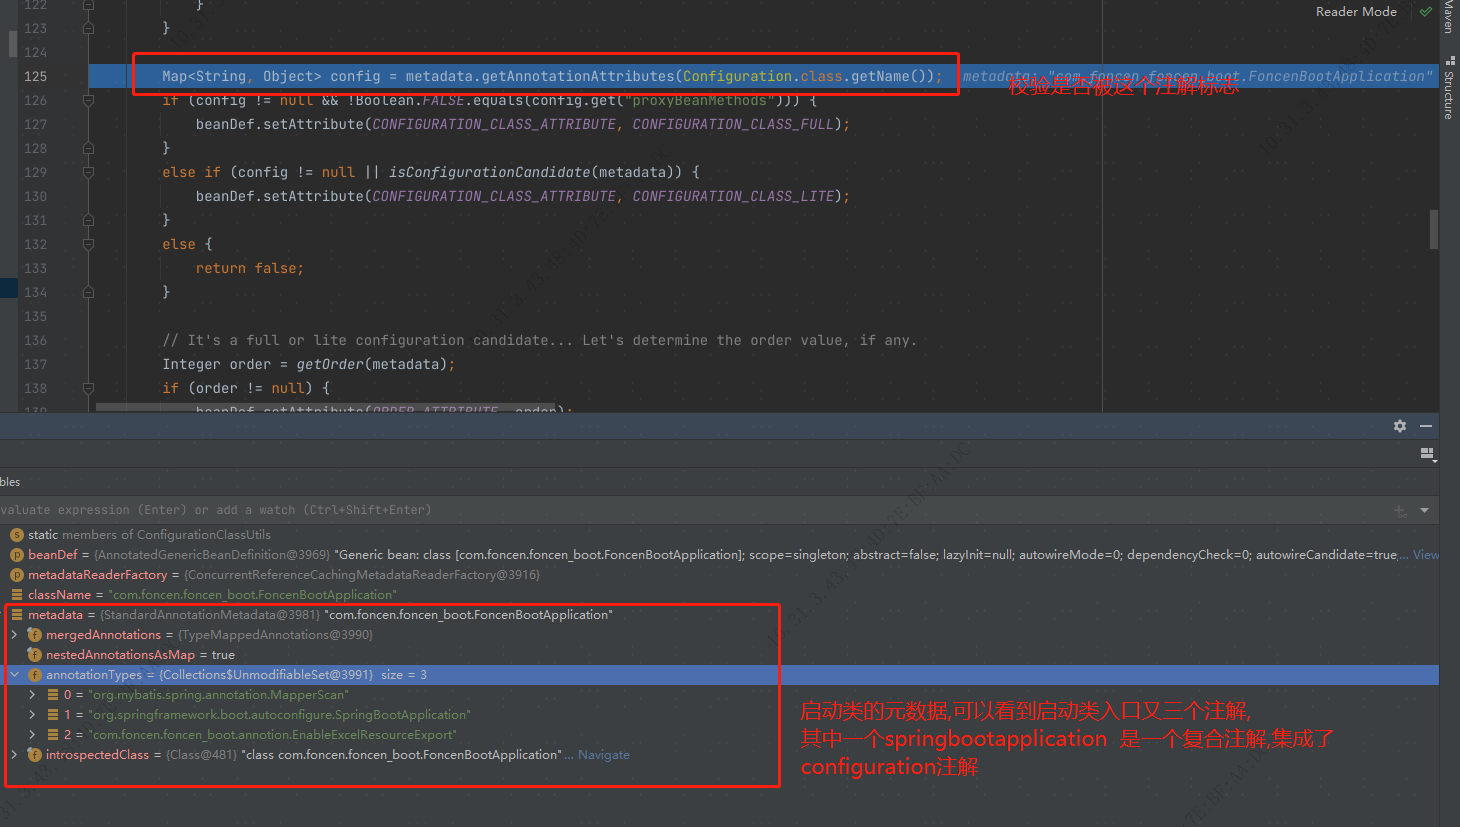 122 }
123 }
Reader Mode
Maven
124
125 Map<String, Object> config = metadata.getAnnotationAttributes(Configuration.class.getName()); metadata: "com.foncen.foncen_boot.FoncenBootApplication"
校验是否被这个注解标志
Structure
126 if (config != null && !Boolean.FALSE.equals(config.get("proxyBeanMethods"))) {
127 beanDef.setAttribute(CONFIGURATION_CLASS_ATTRIBUTE, CONFIGURATION_CLASS_FULL);
128 }
129 else if (config != null || isConfigurationCandidate(metadata)) {
130 beanDef.setAttribute(CONFIGURATION_CLASS_ATTRIBUTE, CONFIGURATION_CLASS_LITE);
131 }
132 else {
133 return false;
134 }
135
136 // It's a full or lite configuration candidate... Let's determine the order value, if any.
137 Integer order = getOrder(metadata);
138 if (order != null) {
139 beanDef.setAttribute(ORDER_ATTRIBUTE, order);
bles
valuate expression (Enter) or add a watch (Ctrl+Shift+Enter)
static members of ConfigurationClassUtils
beanDef = {AnnotatedGenericBeanDefinition@3969} "Generic bean: class [com.foncen.foncen_boot.FoncenBootApplication]; scope=singleton; abstract=false; lazyInit=null; autowireMode=0; dependencyCheck=0; autowireCandidate=true;... View
metadataReaderFactory = {ConcurrentReferenceCachingMetadataReaderFactory@3916}
className = "com.foncen.foncen_boot.FoncenBootApplication"
metadata = {StandardAnnotationMetadata@3981} "com.foncen.foncen_boot.FoncenBootApplication"
mergedAnnotations = {TypeMappedAnnotations@3990}
nestedAnnotationsAsMap = true
annotationTypes = {Collections$UnmodifiableSet@3991} size = 3
0 = "org.mybatis.spring.annotation.MapperScan"
1 = "org.springframework.boot.autoconfigure.SpringBootApplication"
2 = "com.foncen.foncen_boot.annotion.EnableExcelResourceExport"
introspectedClass = {Class@481} "class com.foncen.foncen_boot.FoncenBootApplication"... Navigate
启动类的元数据,可以看到启动类入口又三个注解,
其中一个springbootapplication 是一个复合注解,集成了
configuration注解